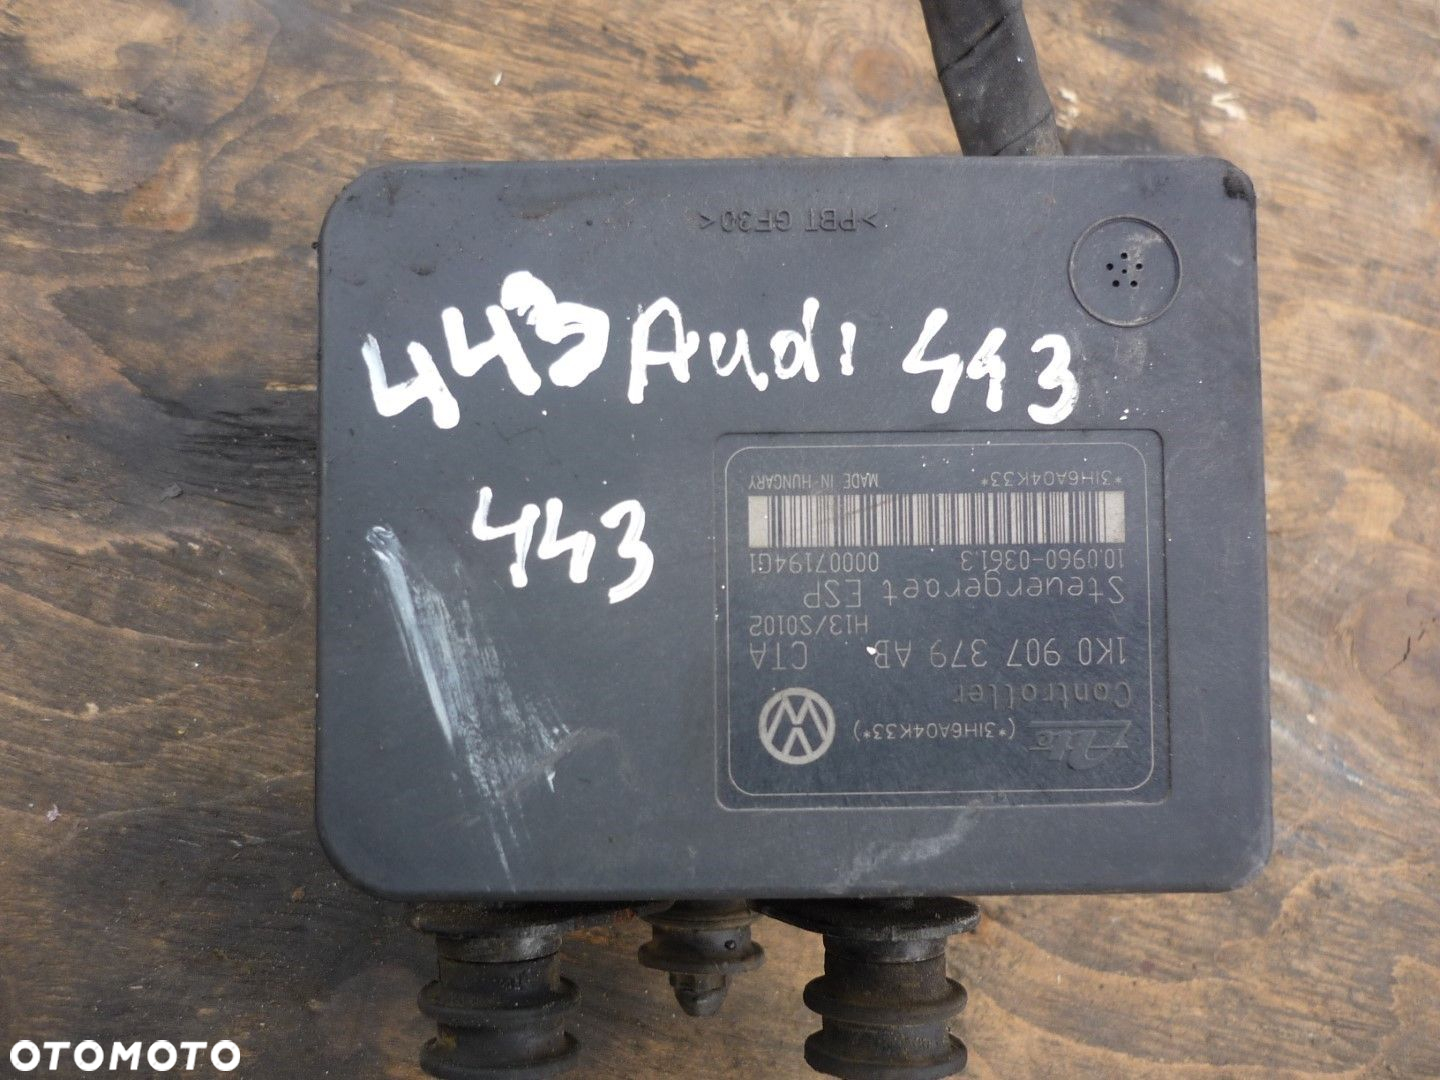 >PBT GF30<
443 Audi 443
443
Ate
(*3IH6A04K33*)
Controller
1K0 907 379 AB CTA
H13/S0102
Steuergeraet ESP
10.0960-0361.3 00007194G1
*3IH6A04K33* MADE IN HUNGARY
OTOMOTO